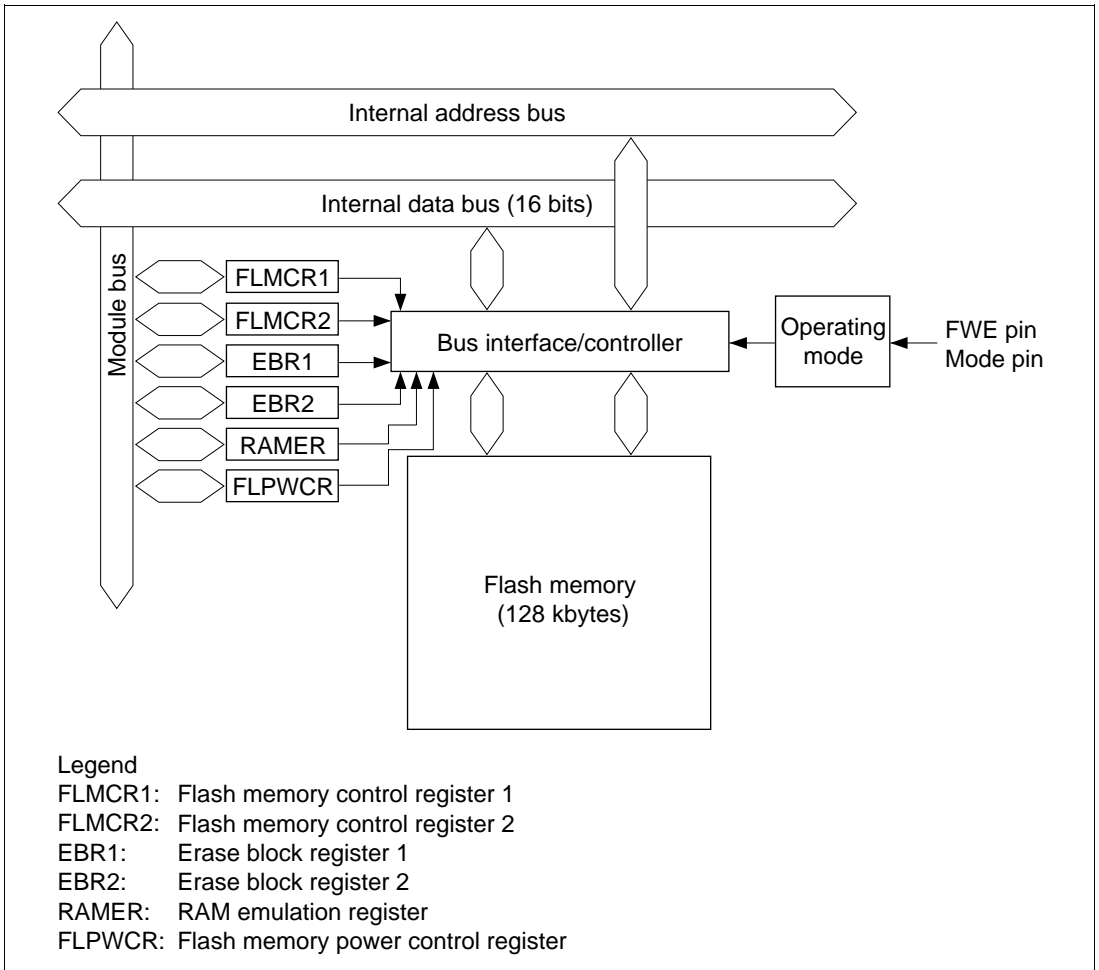 Internal address bus
Internal data bus (16 bits)
Module bus
FLMCR1
FLMCR2
EBR1
EBR2
RAMER
FLPWCR
Bus interface/controller
Operating
mode
FWE pin
Mode pin
Flash memory
(128 kbytes)
Legend
FLMCR1: Flash memory control register 1
FLMCR2: Flash memory control register 2
EBR1: Erase block register 1
EBR2: Erase block register 2
RAMER: RAM emulation register
FLPWCR: Flash memory power control register